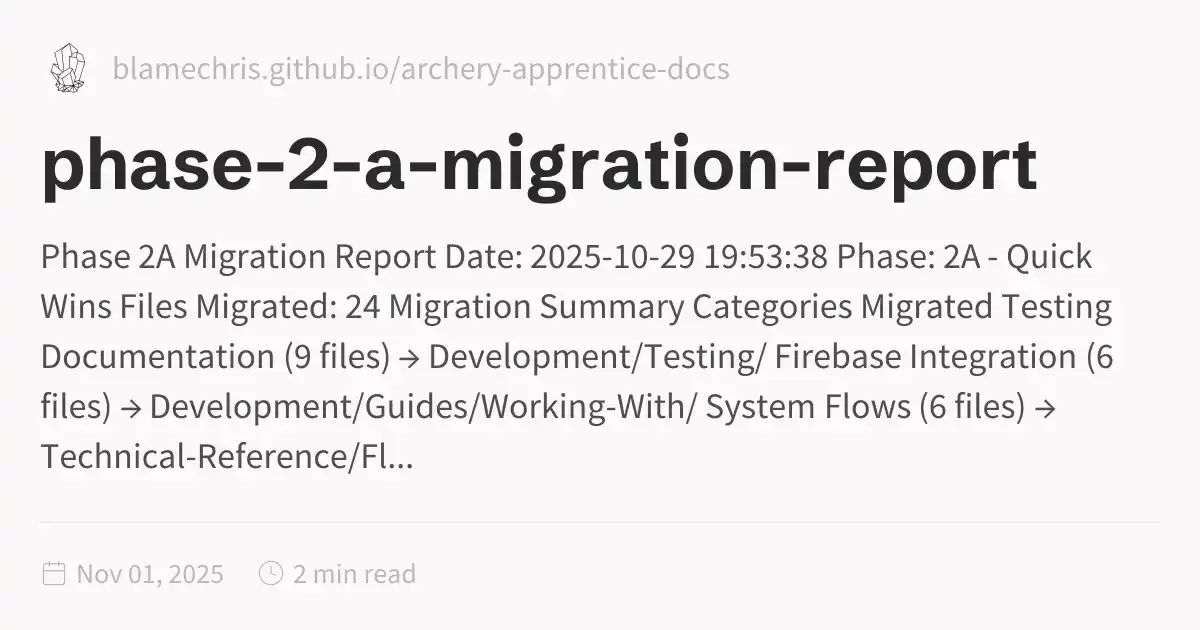 blamechris.github.io/archery-apprentice-docs
phase-2-a-migration-report
Phase 2A Migration Report Date: 2025-10-29 19:53:38 Phase: 2A - Quick
Wins Files Migrated: 24 Migration Summary Categories Migrated Testing
Documentation (9 files) → Development/Testing/ Firebase Integration (6
files) → Development/Guides/Working-With/ System Flows (6 files) →
Technical-Reference/Fl...
Nov 01, 2025 2 min read